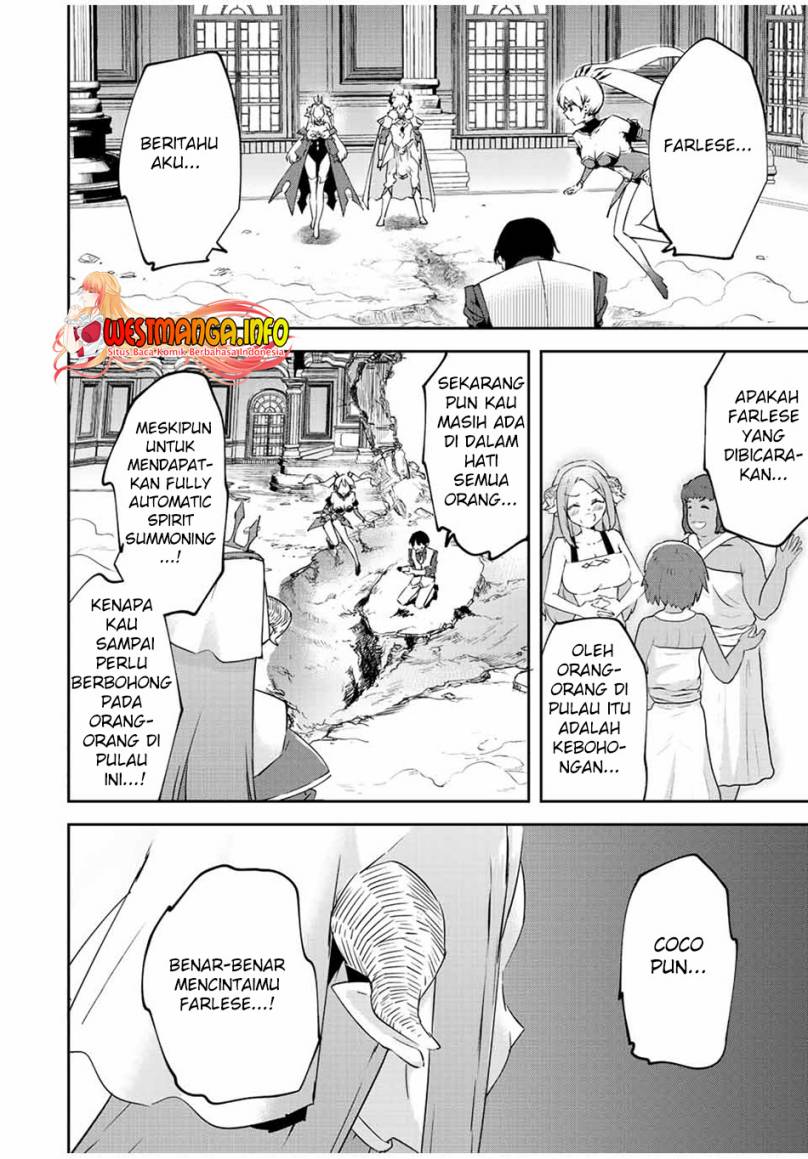 FARLESE...
BERITAHU
AKU...
WESTMANGA.INFO
Situs Baca Komik Berbahasa Indonesia
APAKAH
FARLESE
YANG
DIBICARA-
KAN...
OLEH
ORANG-
ORANG DI
PULAU ITU
ADALAH
KEBOHO-
NGAN...
SEKARANG
PUN KAU
MASIH ADA
DI DALAM
HATI
SEMUA
ORANG...
MESKIPUN
UNTUK
MENDAPAT-
KAN FULLY
AUTOMATIC
SPIRIT
SUMMONING
...!
KENAPA
KAU
SAMPAI
PERLU
BERBOHONG
PADA
ORANG-
ORANG DI
PULAU
INI...!
COCO
PUN...
BENAR-BENAR
MENCINTAIMU
FARLESE...!